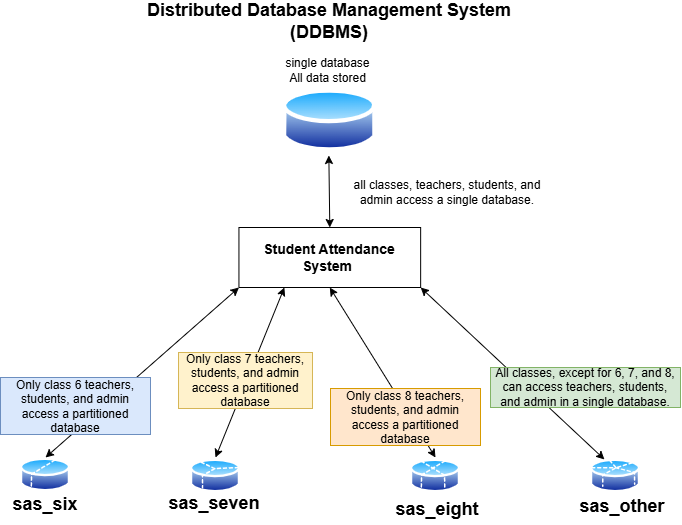 Distributed Database Management System
(DDBMS)
single database
All data stored
all classes, teachers, students, and
admin access a single database.
Student Attendance
System
Only class 6 teachers,
students, and admin
access a partitioned
database
Only class 7 teachers,
students, and admin
access a partitioned
database
Only class 8 teachers,
students, and admin
access a partitioned
database
All classes, except for 6, 7, and 8,
can access teachers, students,
and admin in a single database.
sas_six
sas_seven
sas_eight
sas_other